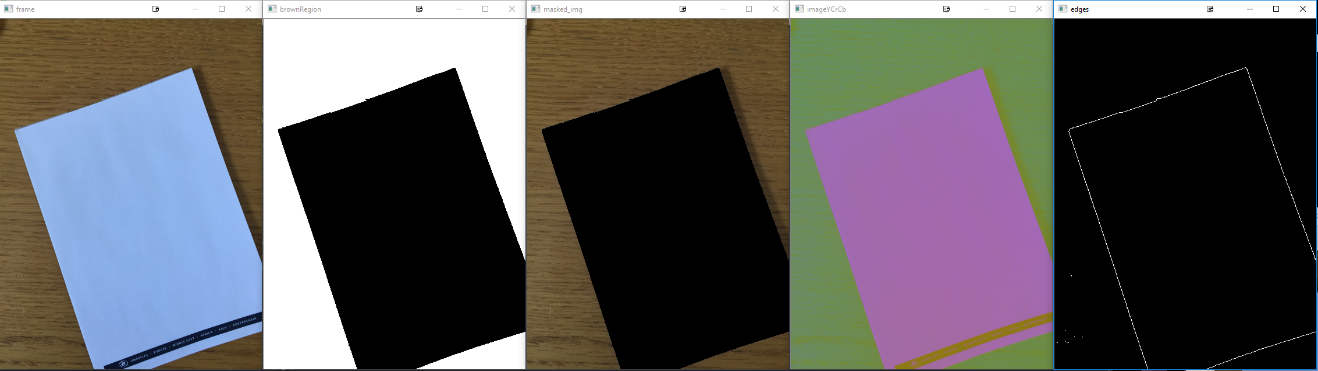 frame
brownRegion
masked_img
imageYCrCb
edges